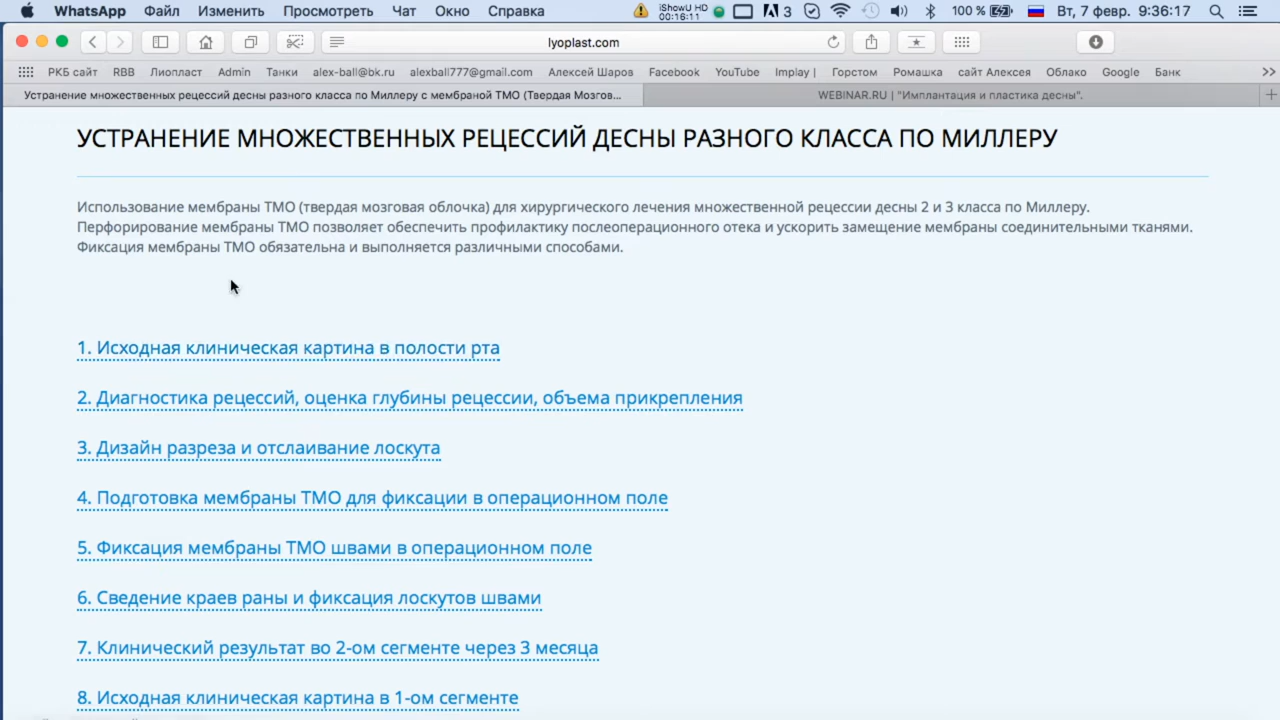 WhatsApp Файл Изменить Просмотреть Чат Окно Справка iShowU HD 00:16:11 3 100 % Вт, 7 февр. 9:36:17
lyoplast.com
РКБ сайт RBB Лиопласт Admin Танки alex-ball@bk.ru alexball777@gmail.com Алексей Шаров Facebook YouTube Implay | Горстом Ромашка сайт Алексея Облако Google Банк >>
Устранение множественных рецессий десны разного класса по Миллеру с мембраной ТМО (Твердая Мозгов... WEBINAR.RU | "Имплантация и пластика десны".
УСТРАНЕНИЕ МНОЖЕСТВЕННЫХ РЕЦЕССИЙ ДЕСНЫ РАЗНОГО КЛАССА ПО МИЛЛЕРУ
Использование мембраны ТМО (твердая мозговая оболочка) для хирургического лечения множественной рецессии десны 2 и 3 класса по Миллеру.
Перфорирование мембраны ТМО позволяет обеспечить профилактику послеоперационного отека и ускорить замещение мембраны соединительными тканями.
Фиксация мембраны ТМО обязательна и выполняется различными способами.
1. Исходная клиническая картина в полости рта
2. Диагностика рецессий, оценка глубины рецессии, объема прикрепления
3. Дизайн разреза и отслаивание лоскута
4. Подготовка мембраны ТМО для фиксации в операционном поле
5. Фиксация мембраны ТМО швами в операционном поле
6. Сведение краев раны и фиксация лоскутов швами
7. Клинический результат во 2-ом сегменте через 3 месяца
8. Исходная клиническая картина в 1-ом сегменте